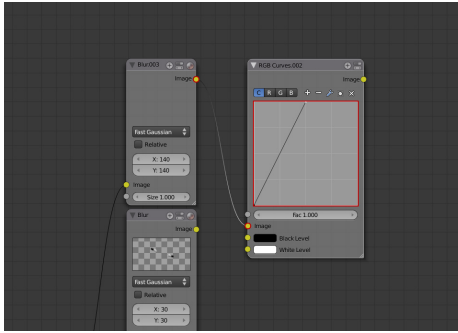 Blur.003
Image
Fast Gaussian
Relative
X: 140
Y: 140
Image
Size 1.000
Blur
Image
Fast Gaussian
Relative
X: 30
Y: 30
RGB Curves.002
Image
C R G B
Fac 1.000
Image
Black Level
White Level